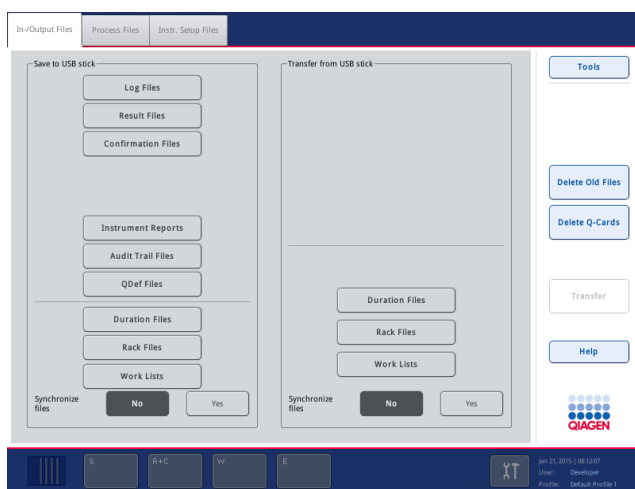 In-/Output Files
Process Files
Instr. Setup Files
Save to USB stick
Log Files
Result Files
Confirmation Files
Instrument Reports
Audit Trail Files
QDef Files
Duration Files
Rack Files
Work Lists
Synchronize
files
No
Yes
Transfer from USB stick
Duration Files
Rack Files
Work Lists
Synchronize
files
No
Yes
Tools
Delete Old Files
Delete Q-Cards
Transfer
Help
QIAGEN
S
R+C
W
E
Jan 21, 2015 | 08:12:07
User: Developer
Profile: Default Profile 1